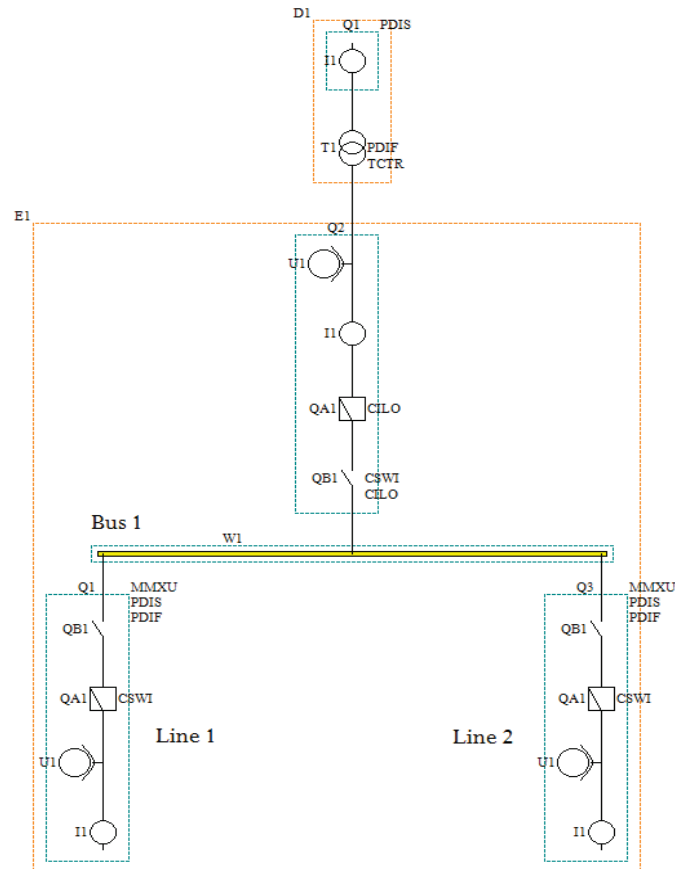 D1
Q1 PDIS
I1
T1 PDIF
TCTR
E1
Q2
U1
I1
QA1 CILO
QB1 CSWI
CILO
Bus 1
W1
Q1 MMXU
PDIS
PDIF
QB1
QA1 CSWI
Line 1
U1
I1
Q3 MMXU
PDIS
PDIF
QB1
QA1 CSWI
Line 2
U1
I1